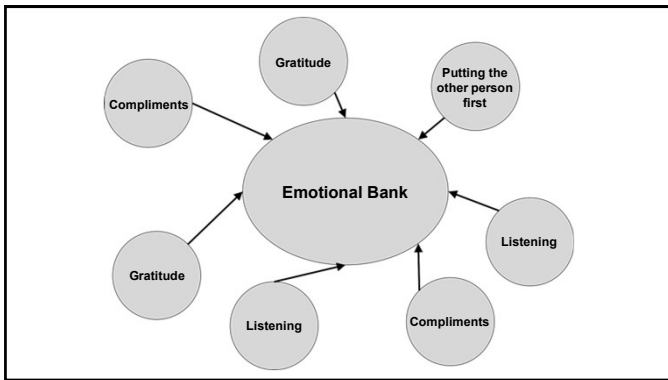 Gratitude
Putting the
other person
first
Compliments
Emotional Bank
Listening
Gratitude
Listening
Compliments